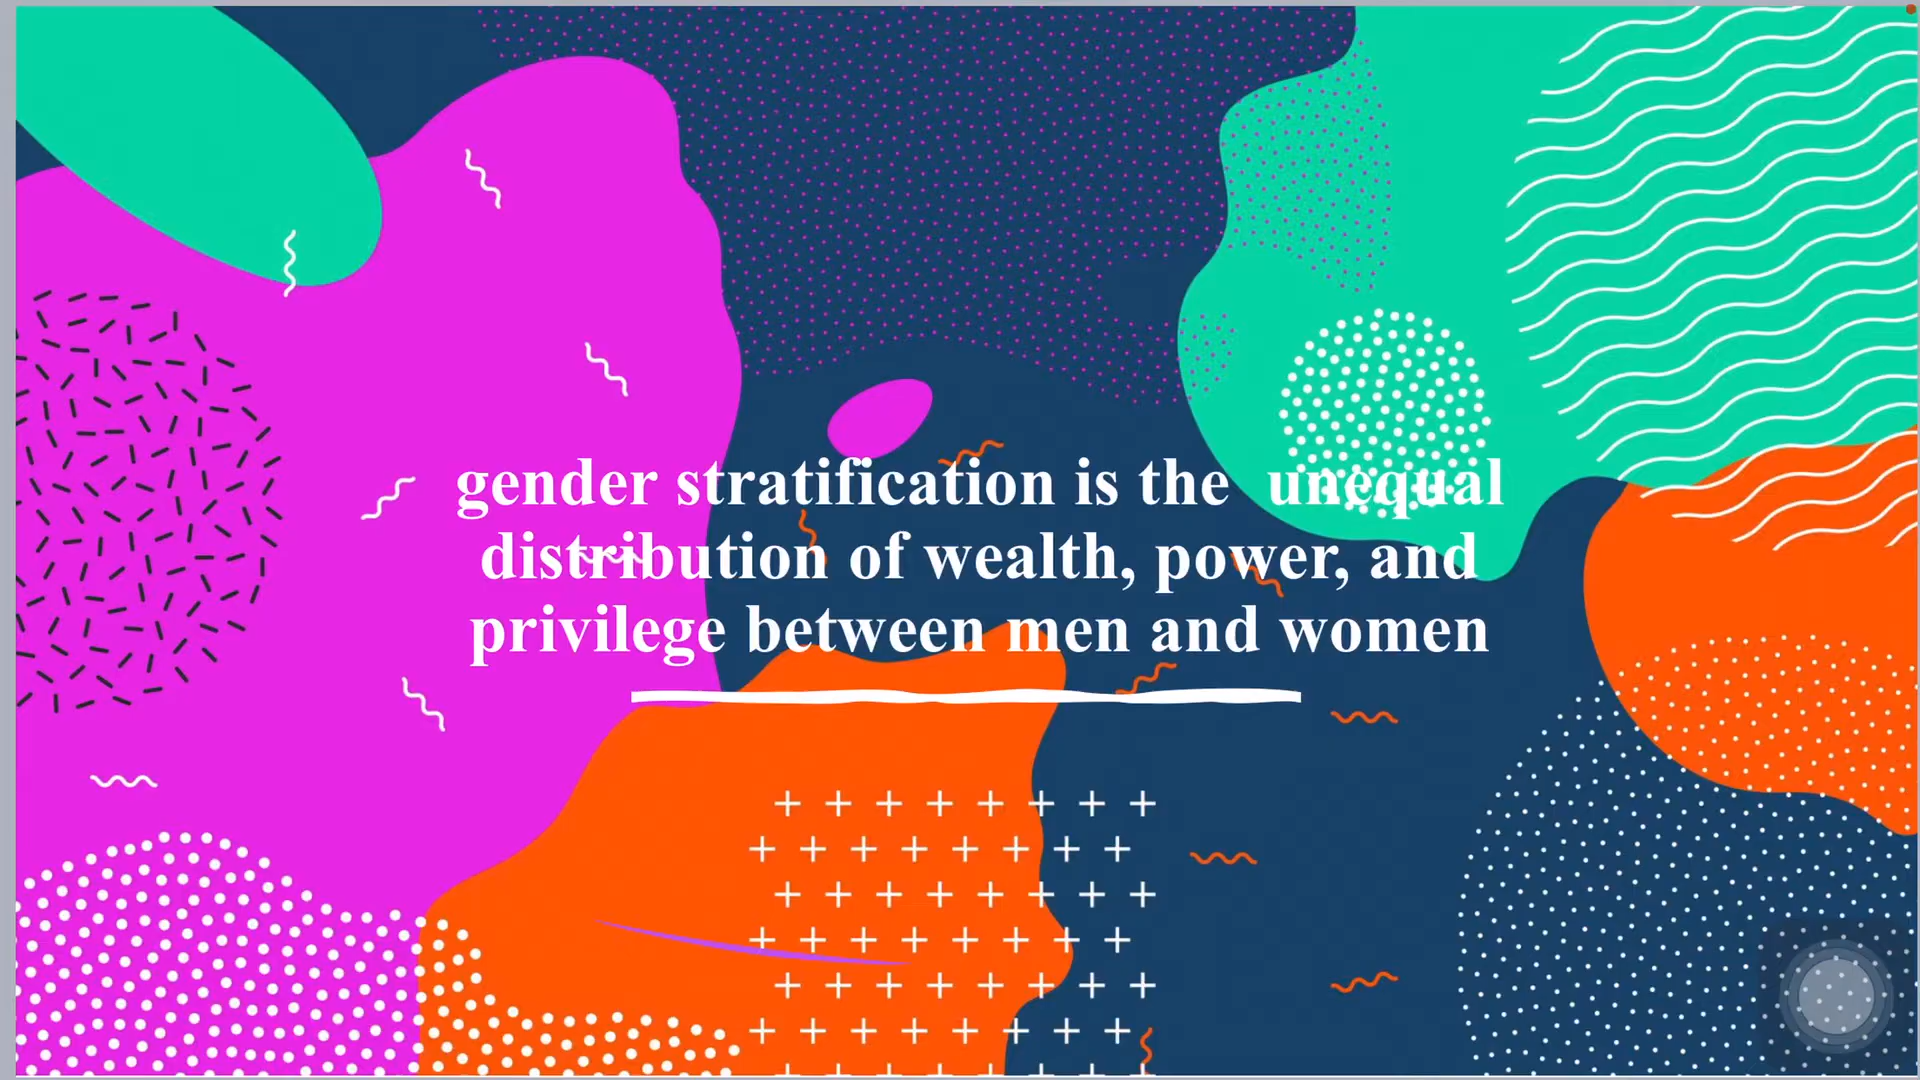 gender stratification is the  unequal
distribution of wealth, power, and
privilege between men and women